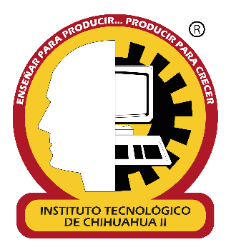 ENSEÑAR PARA PRODUCIR... PRODUCIR PARA CRECER
®
INSTITUTO TECNOLÓGICO
DE CHIHUAHUA II